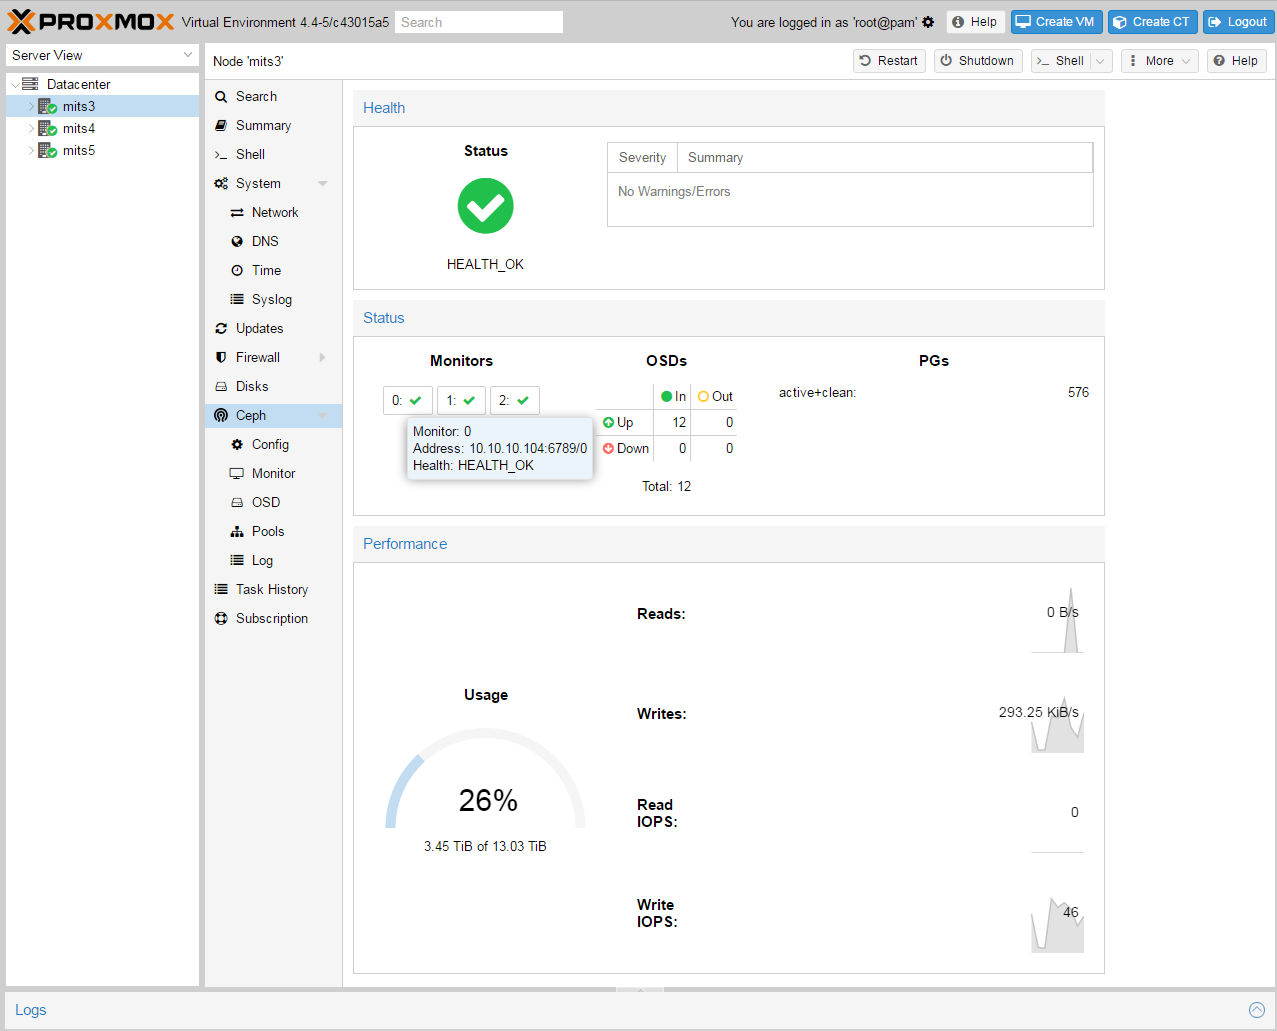 PROXMOX Virtual Environment 4.4-5/c43015a5 Search You are logged in as 'root@pam' Help Create VM Create CT Logout
Server View
Datacenter
mits3
mits4
mits5
Node 'mits3' Restart Shutdown >_ Shell More Help
Search
Summary
>_ Shell
System
Network
DNS
Time
Syslog
Updates
Firewall
Disks
Ceph
Config
Monitor
OSD
Pools
Log
Task History
Subscription
Health
Status
HEALTH_OK
Severity Summary
No Warnings/Errors
Status
Monitors
0: 1: 2:
Monitor: 0
Address: 10.10.10.104:6789/0
Health: HEALTH_OK
OSDs
In Out
Up 12 0
Down 0 0
Total: 12
PGs
active+clean: 576
Performance
Usage
26%
3.45 TiB of 13.03 TiB
Reads: 0 B/s
Writes: 293.25 KiB/s
Read
IOPS: 0
Write
IOPS: 46
Logs